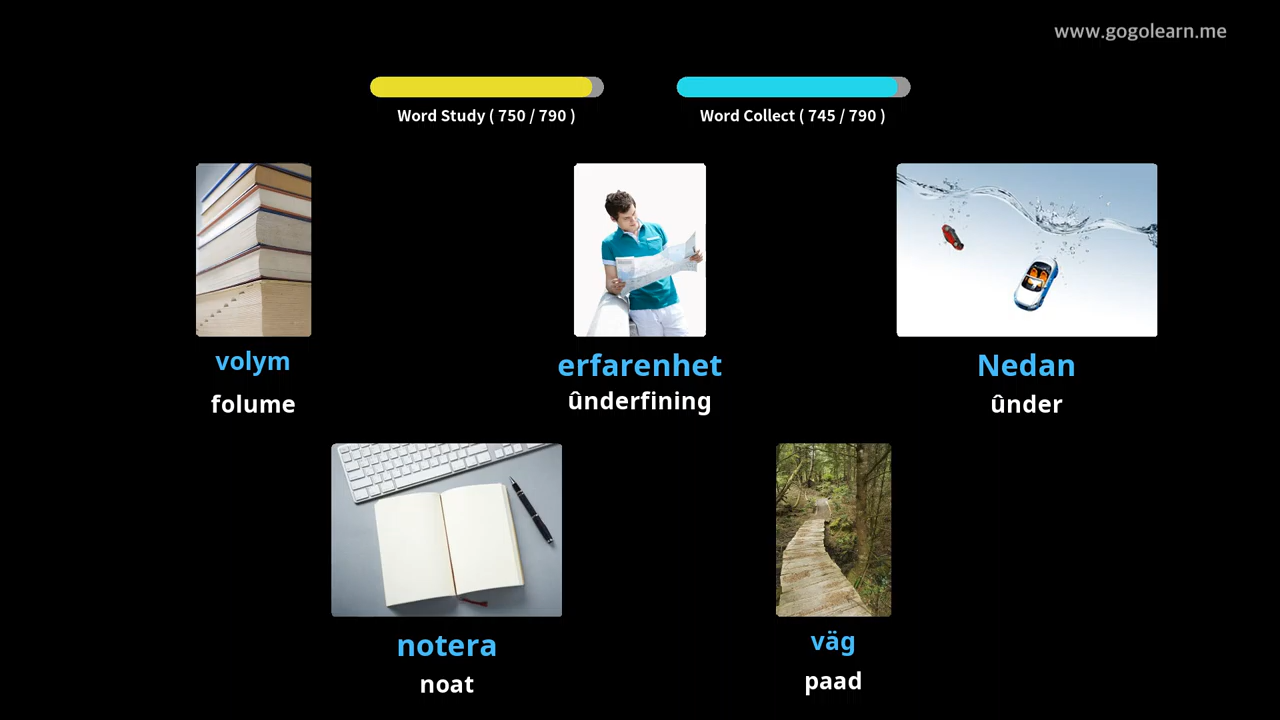 www.gogolearn.me
Word Study ( 750 / 790 )
Word Collect ( 745 / 790 )
volym
folume
erfarenhet
ûnderfining
Nedan
ûnder
notera
noat
väg
paad